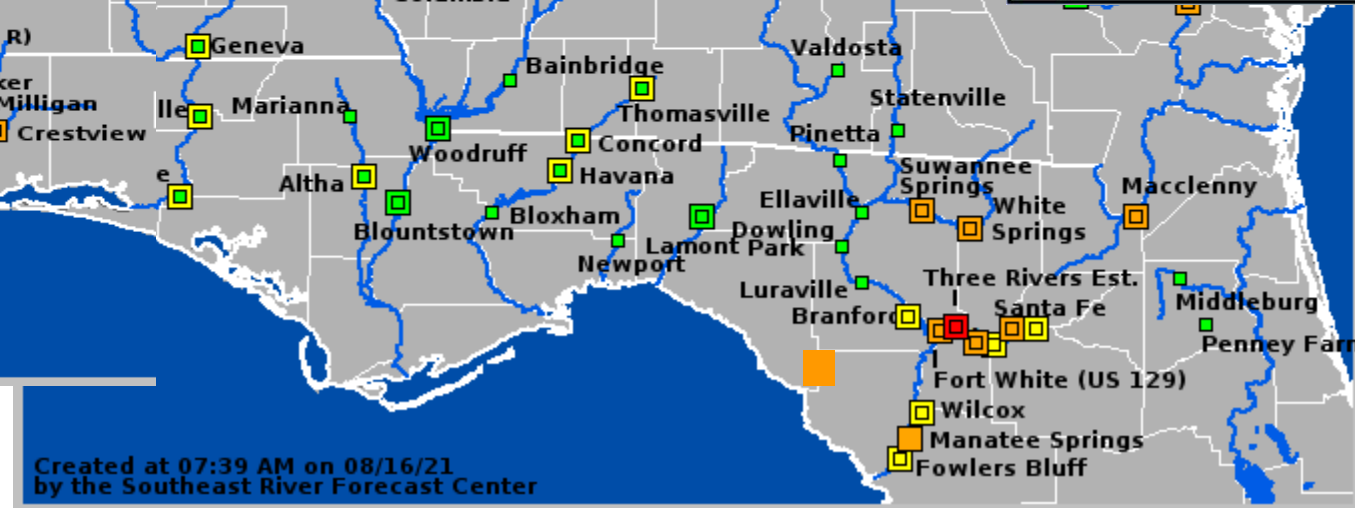 Columbia
R)
Geneva
Valdosta
Bainbridge
ker
Milligan
lle
Marianna
Statenville
Thomasville
Crestview
Pinetta
Concord
Woodruff
Suwannee
Springs
e
Altha
Havana
Macclenny
Ellaville
White
Springs
Bloxham
Blountstown
Dowling
Park
Lamont
Newport
Three Rivers Est.
Luraville
Middleburg
Santa Fe
Branford
Penney Farm
Fort White (US 129)
Wilcox
Manatee Springs
Fowlers Bluff
Created at 07:39 AM on 08/16/21
by the Southeast River Forecast Center